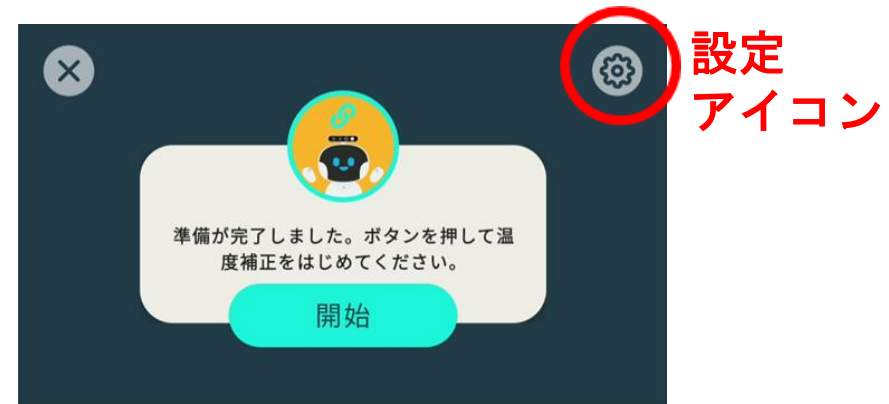 設定
アイコン
準備が完了しました。ボタンを押して温
度補正をはじめてください。
開始